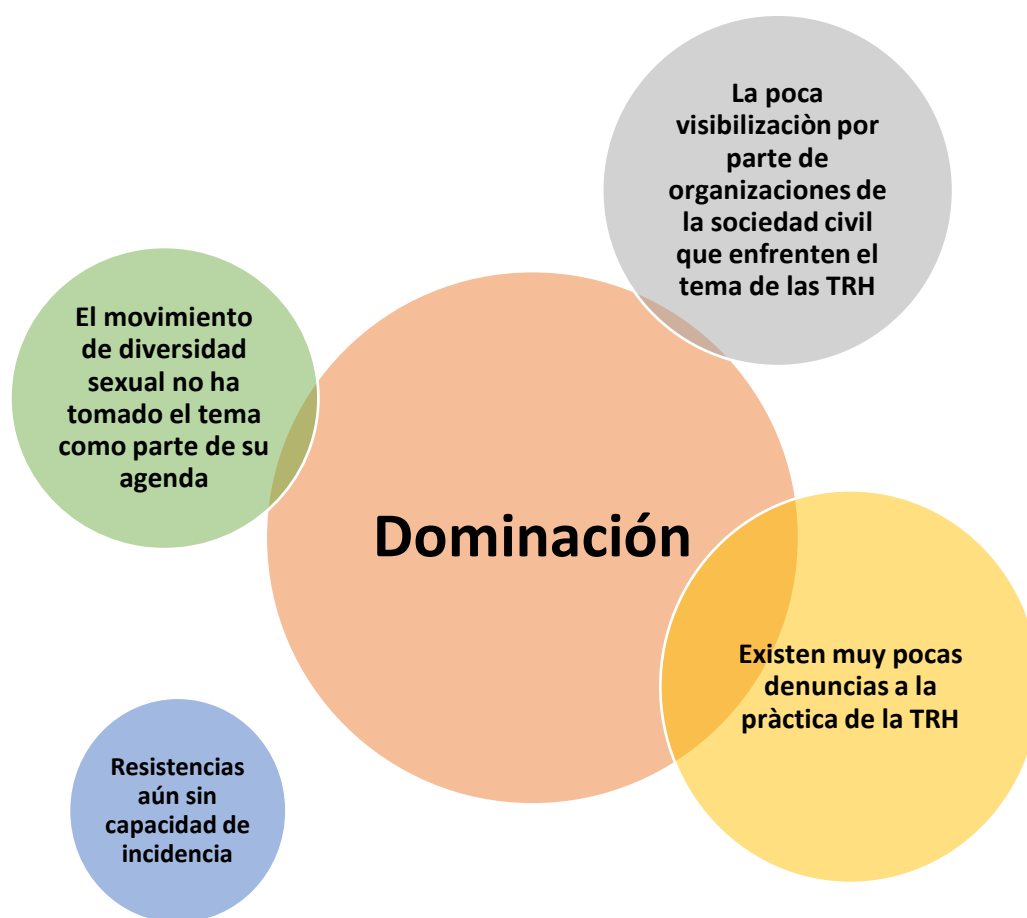 La poca
visibilizaciòn por
parte de
organizaciones de
la sociedad civil
que enfrenten el
tema de las TRH
El movimiento
de diversidad
sexual no ha
tomado el tema
como parte de su
agenda
Dominación
Existen muy pocas
denuncias a la
pràctica de la TRH
Resistencias
aún sin
capacidad de
incidencia